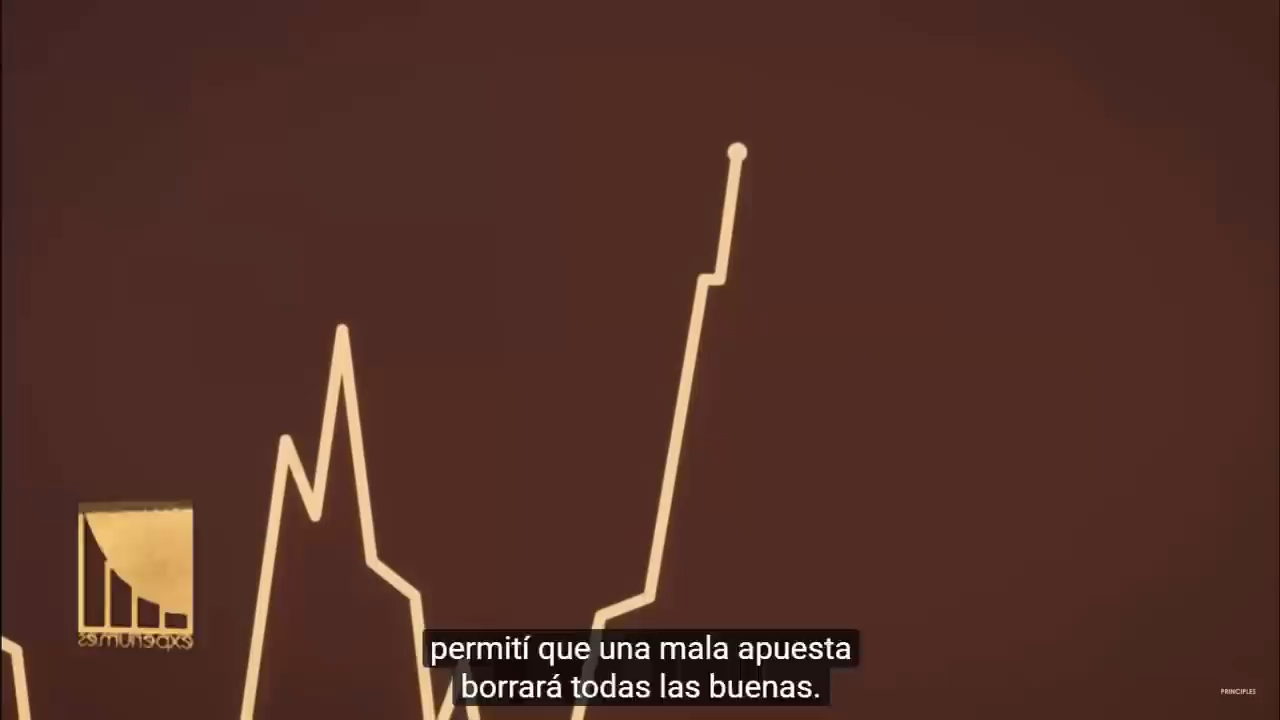 permití que una mala apuesta
borrará todas las buenas.
PRINCIPLES